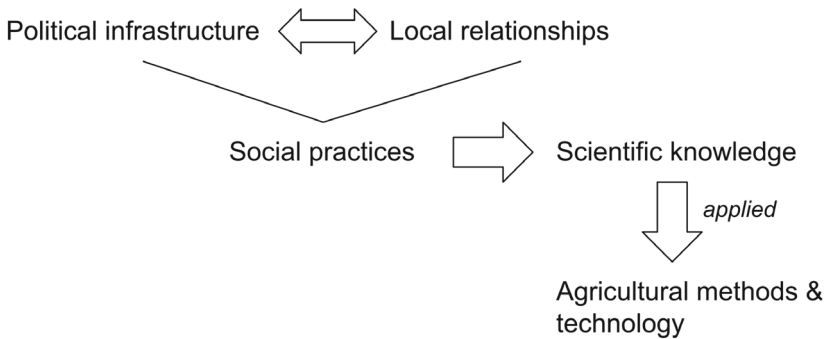 Political infrastructure
Local relationships
Social practices
Scientific knowledge
applied
Agricultural methods &
technology